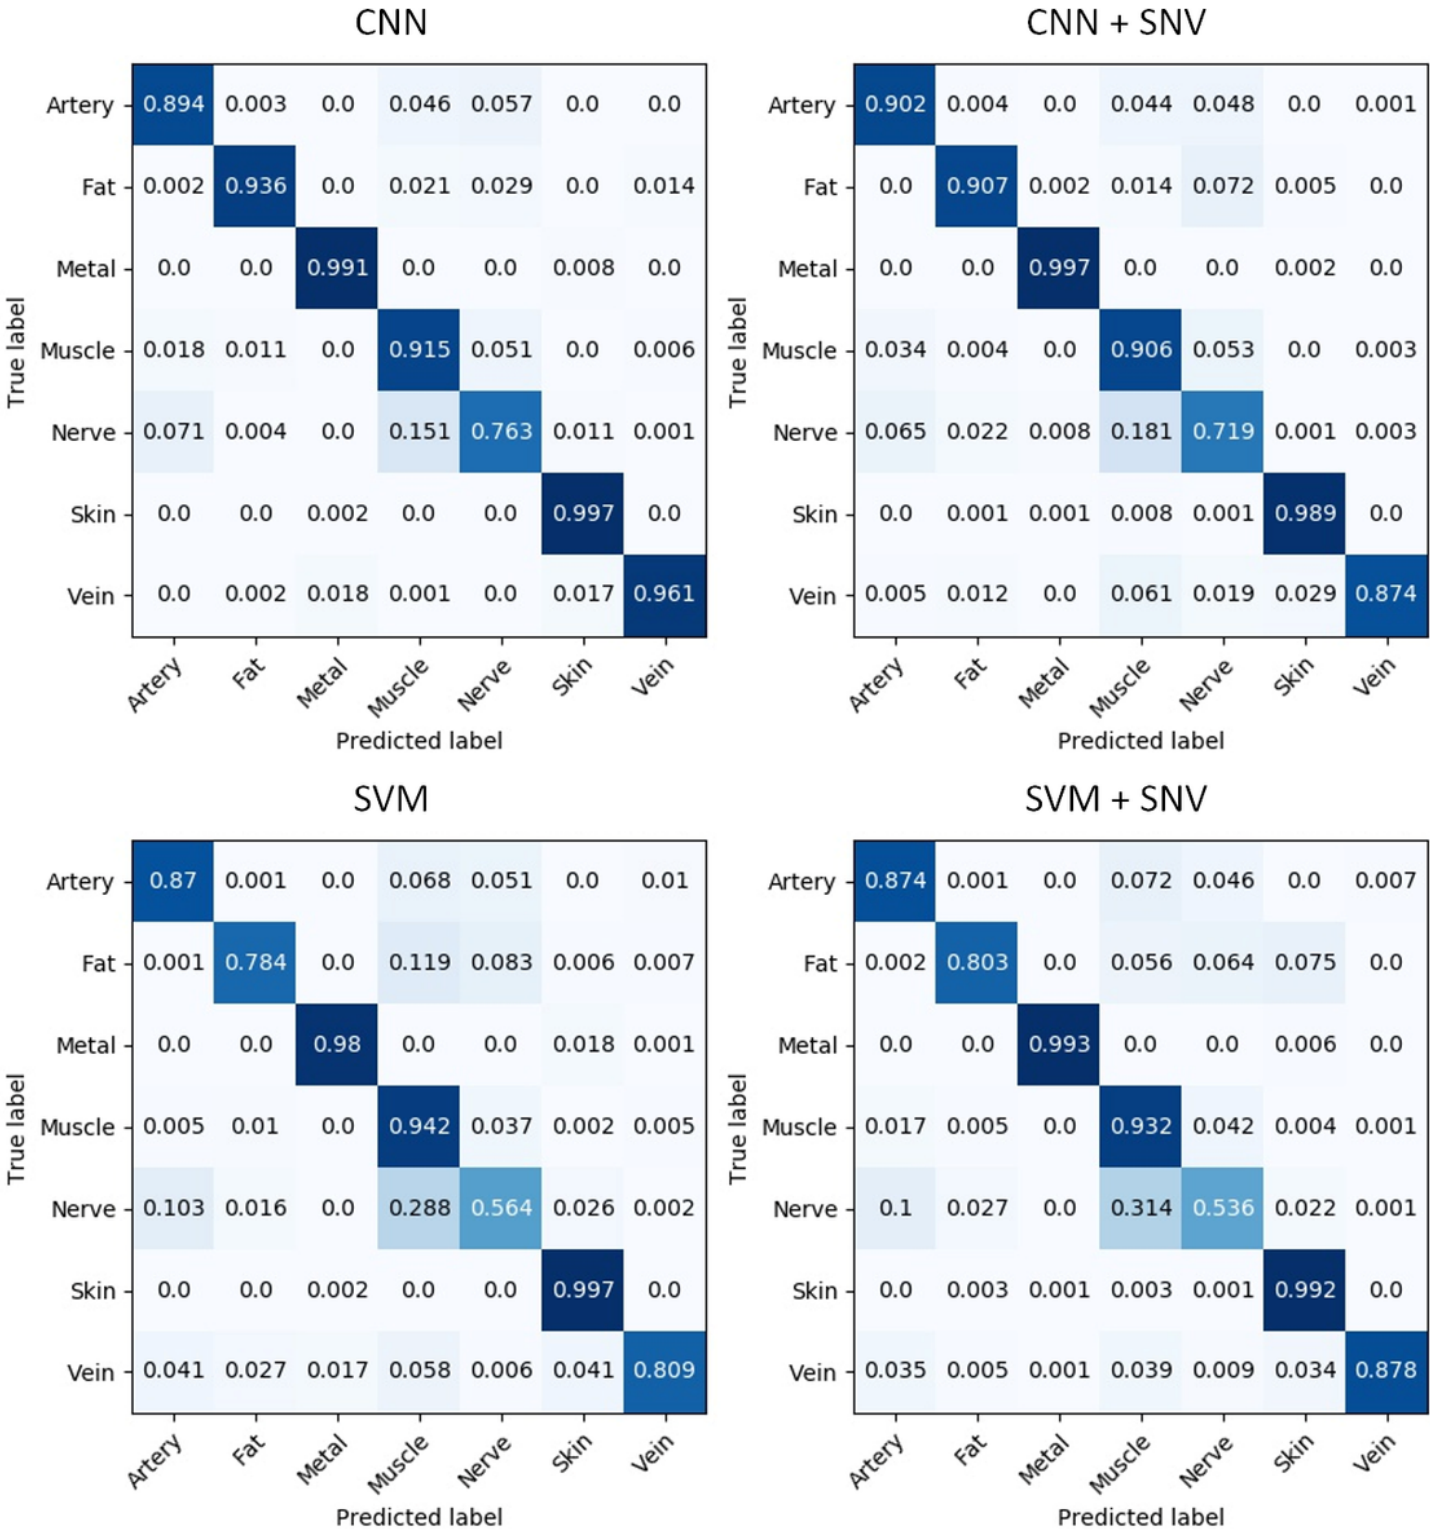 CNN
Artery 0.894 0.003 0.0 0.046 0.057 0.0 0.0
Fat 0.002 0.936 0.0 0.021 0.029 0.0 0.014
Metal 0.0 0.0 0.991 0.0 0.0 0.008 0.0
Muscle 0.018 0.011 0.0 0.915 0.051 0.0 0.006
Nerve 0.071 0.004 0.0 0.151 0.763 0.011 0.001
Skin 0.0 0.0 0.002 0.0 0.0 0.997 0.0
Vein 0.0 0.002 0.018 0.001 0.0 0.017 0.961
Artery Fat Metal Muscle Nerve Skin Vein
True label
Predicted label
CNN + SNV
Artery 0.902 0.004 0.0 0.044 0.048 0.0 0.001
Fat 0.0 0.907 0.002 0.014 0.072 0.005 0.0
Metal 0.0 0.0 0.997 0.0 0.0 0.002 0.0
Muscle 0.034 0.004 0.0 0.906 0.053 0.0 0.003
Nerve 0.065 0.022 0.008 0.181 0.719 0.001 0.003
Skin 0.0 0.001 0.001 0.008 0.001 0.989 0.0
Vein 0.005 0.012 0.0 0.061 0.019 0.029 0.874
Artery Fat Metal Muscle Nerve Skin Vein
True label
Predicted label
SVM
Artery 0.87 0.001 0.0 0.068 0.051 0.0 0.01
Fat 0.001 0.784 0.0 0.119 0.083 0.006 0.007
Metal 0.0 0.0 0.98 0.0 0.0 0.018 0.001
Muscle 0.005 0.01 0.0 0.942 0.037 0.002 0.005
Nerve 0.103 0.016 0.0 0.288 0.564 0.026 0.002
Skin 0.0 0.0 0.002 0.0 0.0 0.997 0.0
Vein 0.041 0.027 0.017 0.058 0.006 0.041 0.809
Artery Fat Metal Muscle Nerve Skin Vein
True label
Predicted label
SVM + SNV
Artery 0.874 0.001 0.0 0.072 0.046 0.0 0.007
Fat 0.002 0.803 0.0 0.056 0.064 0.075 0.0
Metal 0.0 0.0 0.993 0.0 0.0 0.006 0.0
Muscle 0.017 0.005 0.0 0.932 0.042 0.004 0.001
Nerve 0.1 0.027 0.0 0.314 0.536 0.022 0.001
Skin 0.0 0.003 0.001 0.003 0.001 0.992 0.0
Vein 0.035 0.005 0.001 0.039 0.009 0.034 0.878
Artery Fat Metal Muscle Nerve Skin Vein
True label
Predicted label